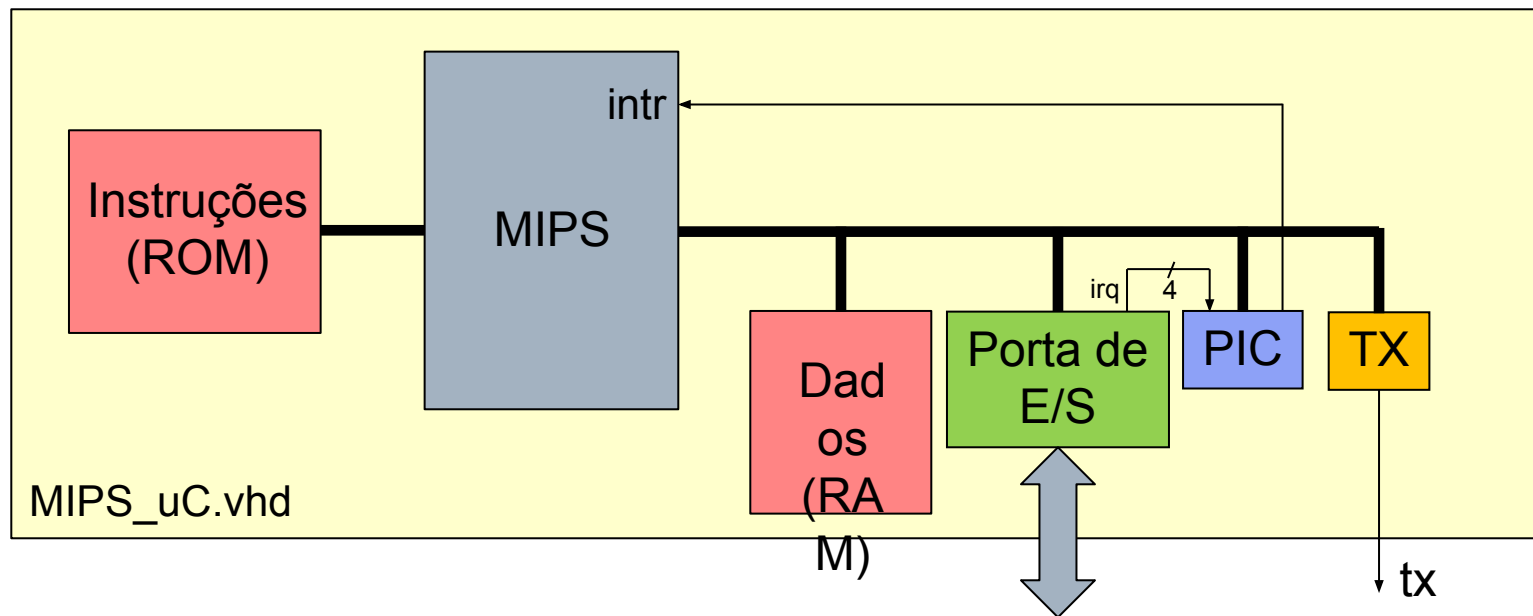 intr
Instruções
(ROM)
MIPS
irq
4
Porta de
E/S
PIC
TX
Dad
os
(RA
M)
MIPS_uC.vhd
tx